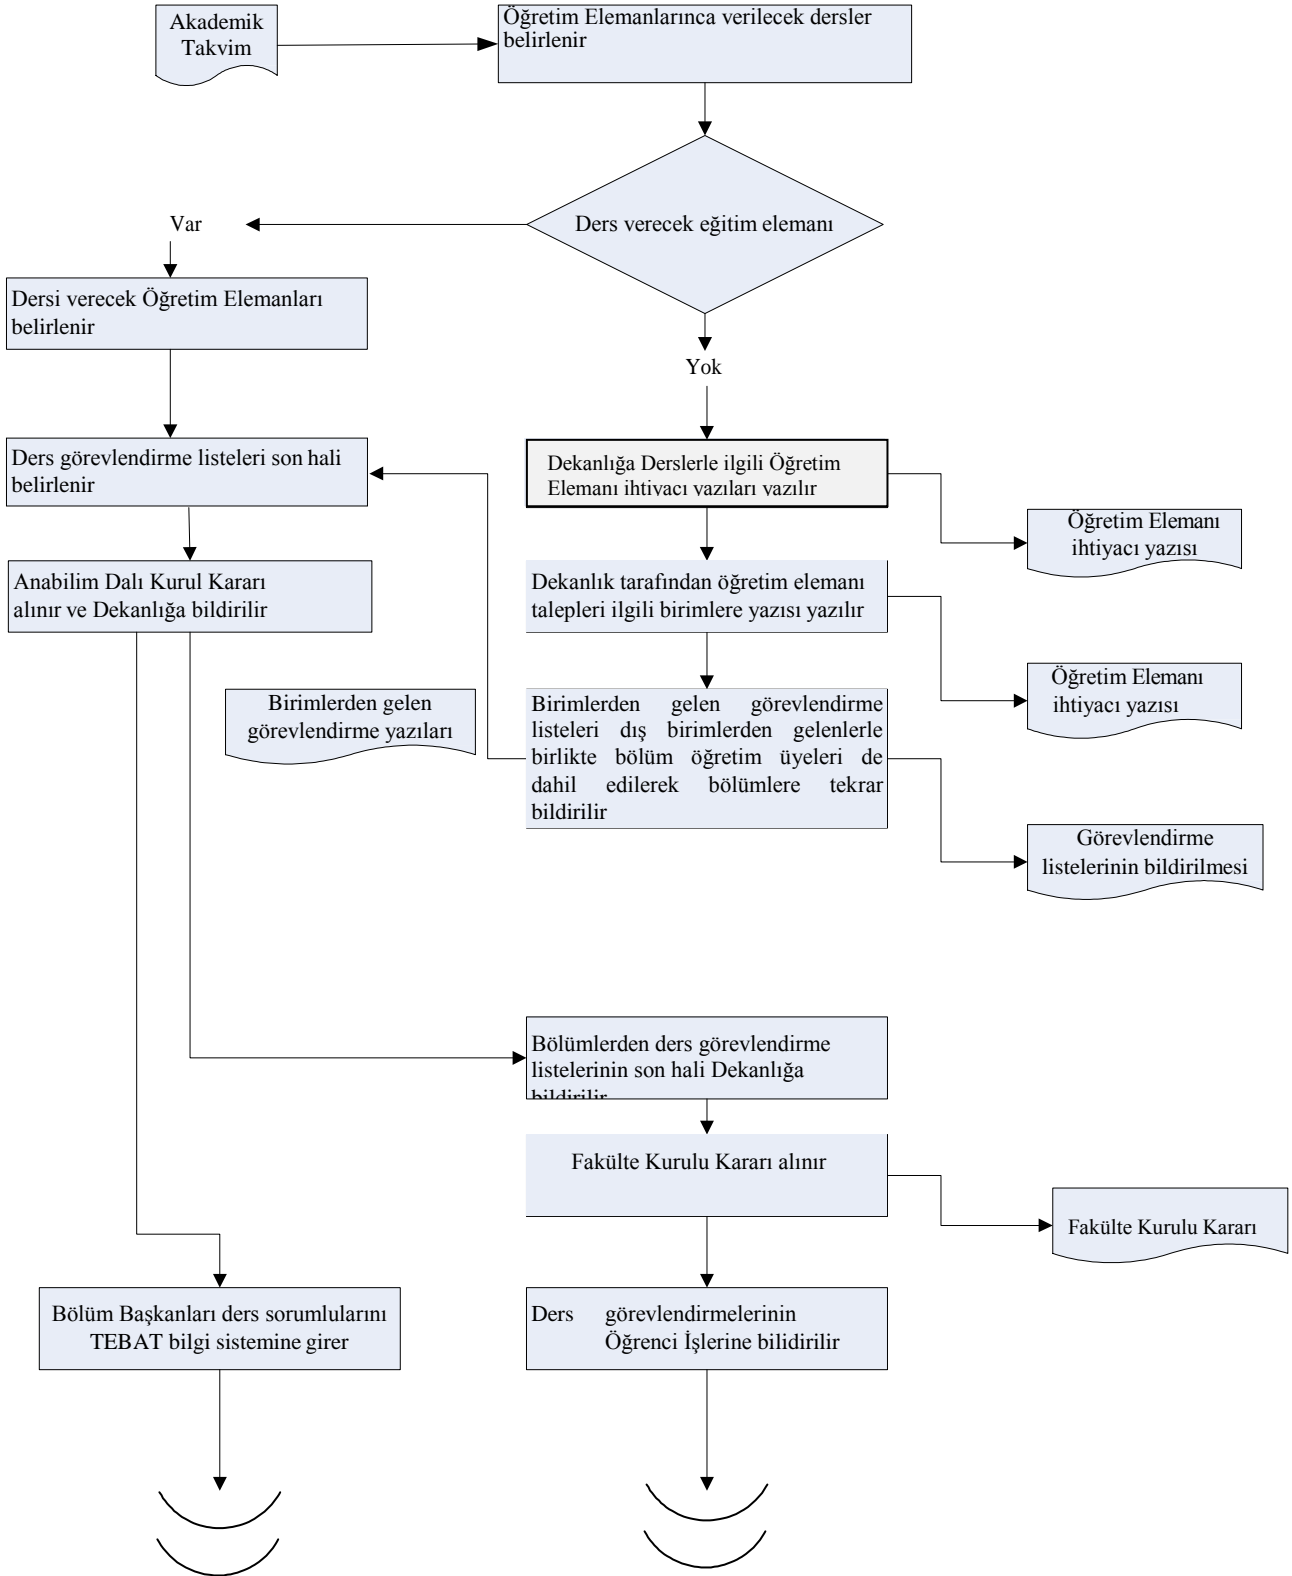 Akademik
Takvim
Öğretim Elemanlarınca verilecek dersler
belirlenir
Ders verecek eğitim elemanı
Var
Dersi verecek Öğretim Elemanları
belirlenir
Yok
Ders görevlendirme listeleri son hali
belirlenir
Dekanlığa Derslerle ilgili Öğretim
Elemanı ihtiyacı yazıları yazılır
Öğretim Elemanı
ihtiyacı yazısı
Anabilim Dalı Kurul Kararı
alınır ve Dekanlığa bildirilir
Dekanlık tarafından öğretim elemanı
talepleri ilgili birimlere yazısı yazılır
Öğretim Elemanı
ihtiyacı yazısı
Birimlerden gelen
görevlendirme yazıları
Birimlerden gelen görevlendirme
listeleri dış birimlerden gelenlerle
birlikte bölüm öğretim üyeleri de
dahil edilerek bölümlere tekrar
bildirilir
Görevlendirme
listelerinin bildirilmesi
Bölümlerden ders görevlendirme
listelerinin son hali Dekanlığa
bildirilir
Fakülte Kurulu Kararı alınır
Fakülte Kurulu Kararı
Bölüm Başkanları ders sorumlularını
TEBAT bilgi sistemine girer
Ders görevlendirmelerinin
Öğrenci İşlerine bilidirilir